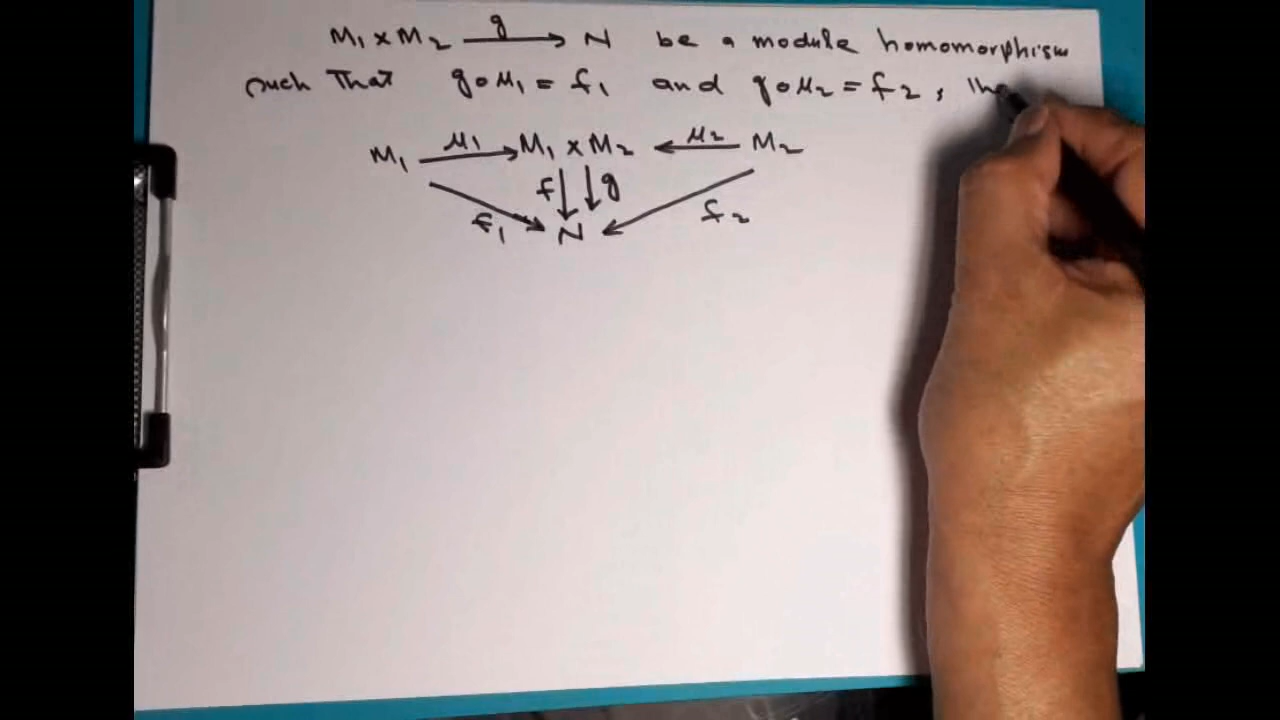 M₁ × M₂ —g→ N be a module homomorphism
such That g∘μ₁ = f₁ and g∘μ₂ = f₂,
M₁ —μ₁→ M₁ × M₂ ←μ₂— M₂
f₁ f↓ ↓g f₂
N